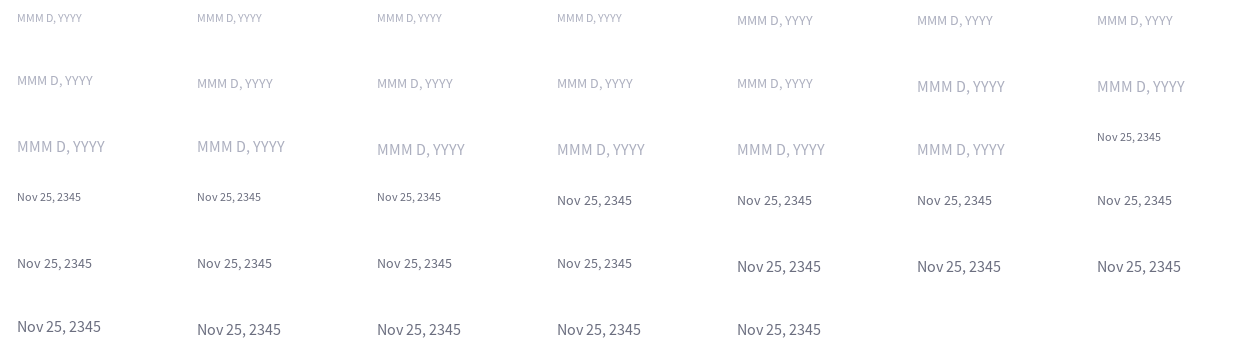 MMM D, YYYY MMM D, YYYY MMM D, YYYY MMM D, YYYY MMM D, YYYY MMM D, YYYY MMM D, YYYY
MMM D, YYYY MMM D, YYYY MMM D, YYYY MMM D, YYYY MMM D, YYYY MMM D, YYYY MMM D, YYYY
MMM D, YYYY MMM D, YYYY MMM D, YYYY MMM D, YYYY MMM D, YYYY MMM D, YYYY Nov 25, 2345
Nov 25, 2345 Nov 25, 2345 Nov 25, 2345 Nov 25, 2345 Nov 25, 2345 Nov 25, 2345 Nov 25, 2345
Nov 25, 2345 Nov 25, 2345 Nov 25, 2345 Nov 25, 2345 Nov 25, 2345 Nov 25, 2345 Nov 25, 2345
Nov 25, 2345 Nov 25, 2345 Nov 25, 2345 Nov 25, 2345 Nov 25, 2345